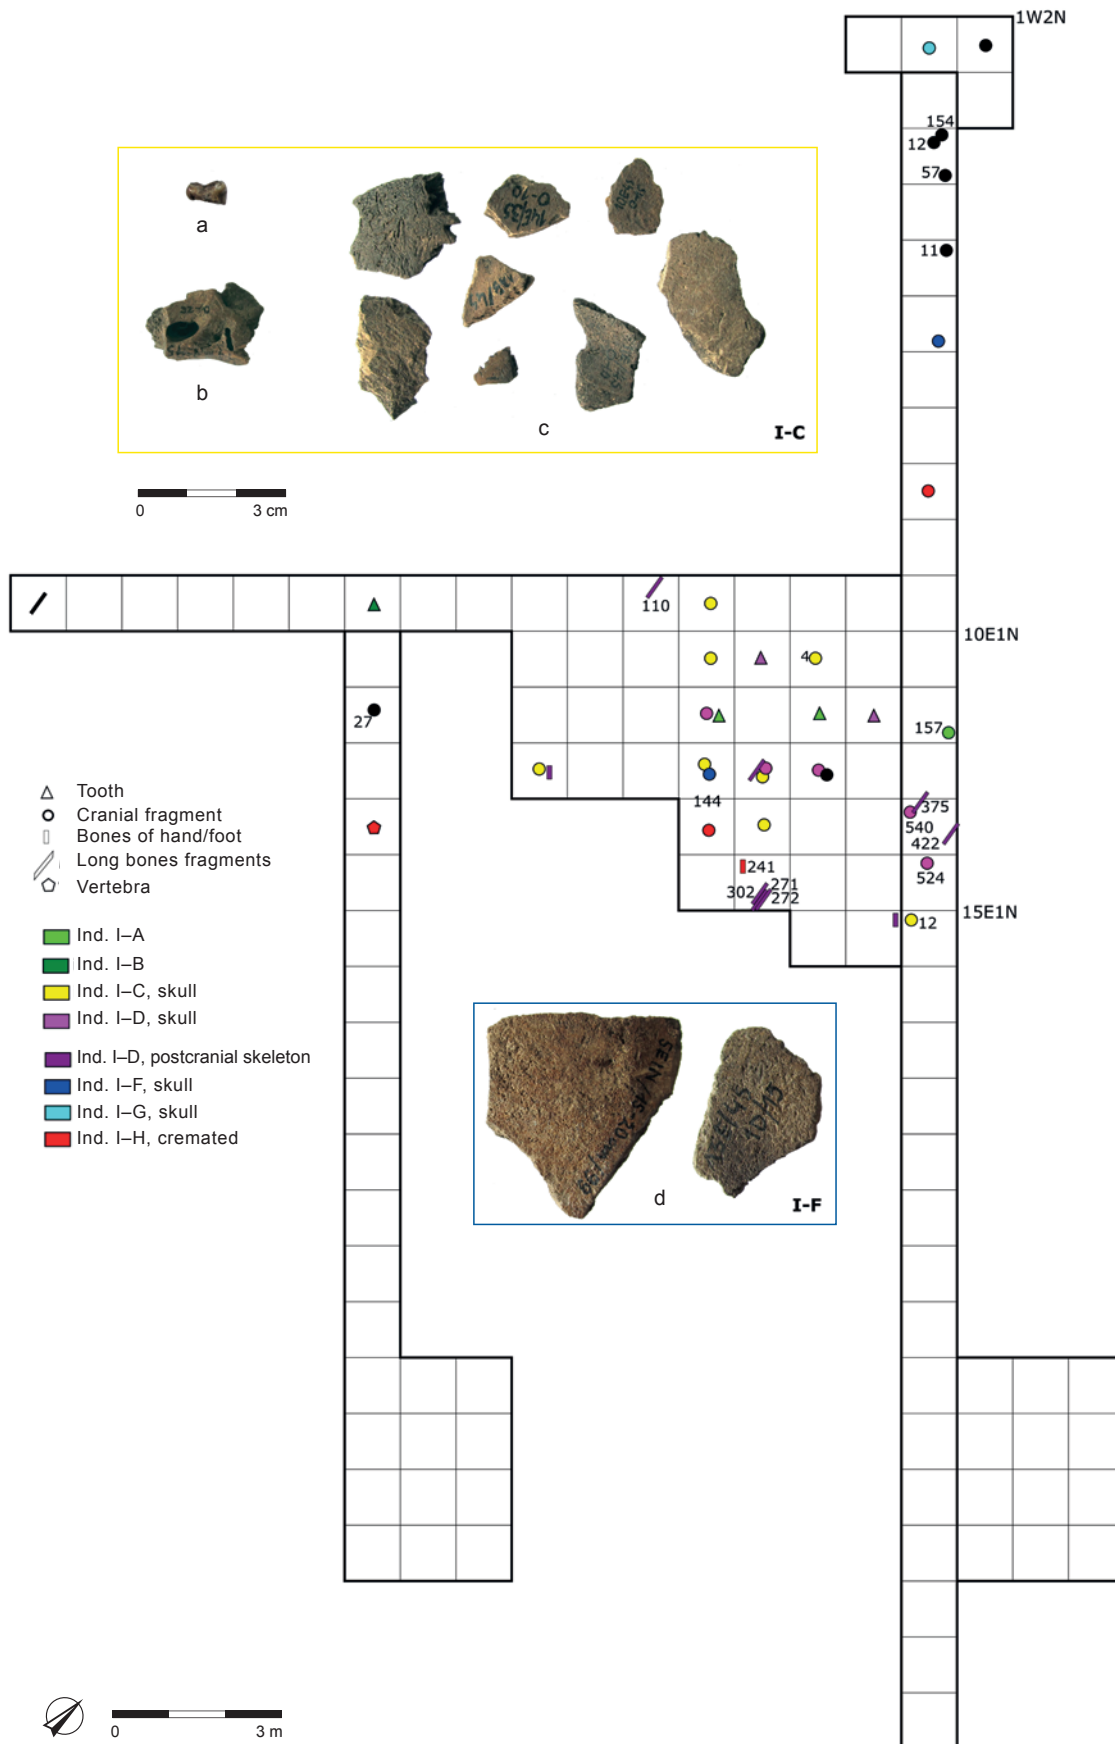 1W2N
154
12
57
11
a
b
c
I-C
0 3 cm
110
10E1N
4
27
157
144
375
540
422
524
241
271
302
272
15E1N
12
Tooth
Cranial fragment
Bones of hand/foot
Long bones fragments
Vertebra
Ind. I–A
Ind. I–B
Ind. I–C, skull
Ind. I–D, skull
Ind. I–D, postcranial skeleton
Ind. I–F, skull
Ind. I–G, skull
Ind. I–H, cremated
d
I-F
0 3 m